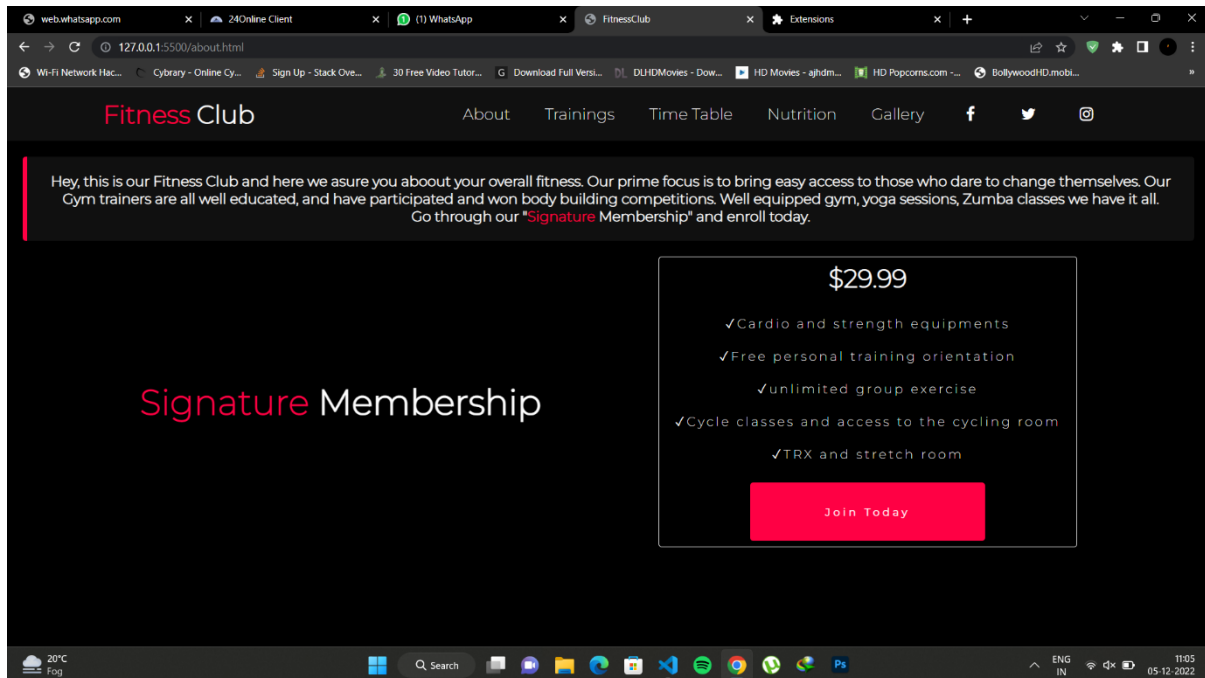 web.whatsapp.com
24Online Client
(1) WhatsApp
FitnessClub
Extensions
127.0.0.1:5500/about.html
Wi-Fi Network Hac...
Cybrary - Online Cy...
Sign Up - Stack Ove...
30 Free Video Tutor...
Download Full Versi...
DLHDMovies - Dow...
HD Movies - ajhdm...
HD Popcorns.com -...
BollywoodHD.mobi...
»
Fitness Club
About Trainings Time Table Nutrition Gallery
Hey, this is our Fitness Club and here we asure you aboout your overall fitness. Our prime focus is to bring easy access to those who dare to change themselves. Our
Gym trainers are all well educated, and have participated and won body building competitions. Well equipped gym, yoga sessions, Zumba classes we have it all.
Go through our "Signature Membership" and enroll today.
Signature Membership
$29.99
✓Cardio and strength equipments
✓Free personal training orientation
✓unlimited group exercise
✓Cycle classes and access to the cycling room
✓TRX and stretch room
Join Today
20°C
Fog
Search
Ps
ENG
IN
11:05
05-12-2022